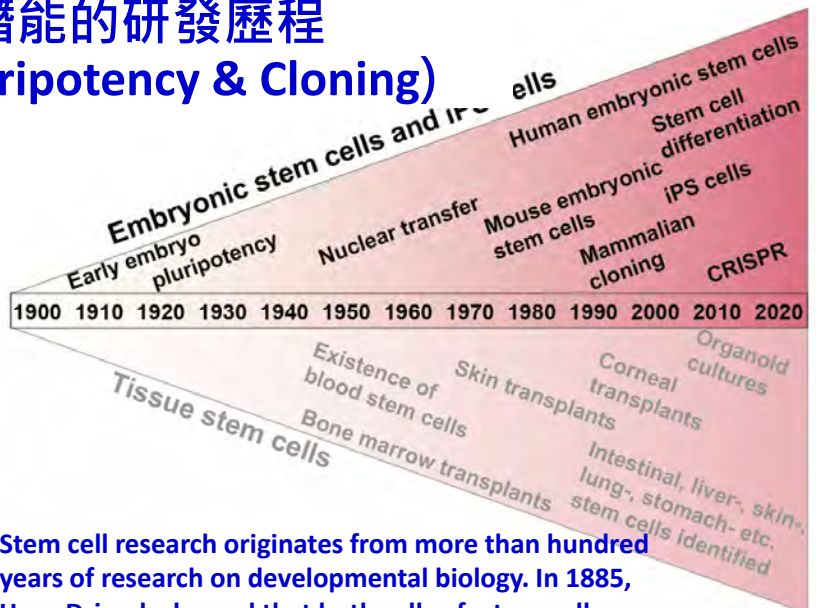 潛能的研發歷程
ripotency & Cloning)
Embryonic stem cells and iPS cells
Human embryonic stem cells
Stem cell
differentiation
Early embryo
pluripotency
Nuclear transfer
Mouse embryonic
stem cells
iPS cells
Mammalian
cloning
CRISPR
1900 1910 1920 1930 1940 1950 1960 1970 1980 1990 2000 2010 2020
Tissue stem cells
Existence of
blood stem cells
Bone marrow transplants
Skin transplants
Corneal
transplants
Organoid
cultures
Intestinal, liver-, skin-,
lung-, stomach- etc.
stem cells identified
Stem cell research originates from more than hundred
years of research on developmental biology. In 1885,